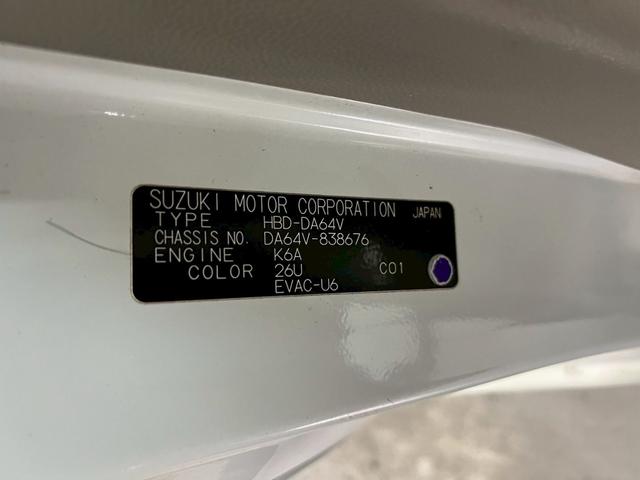 SUZUKI MOTOR CORPORATION JAPAN
TYPE HBD-DA64V
CHASSIS NO. DA64V-838676
ENGINE K6A
COLOR 26U C01
EVAC-U6